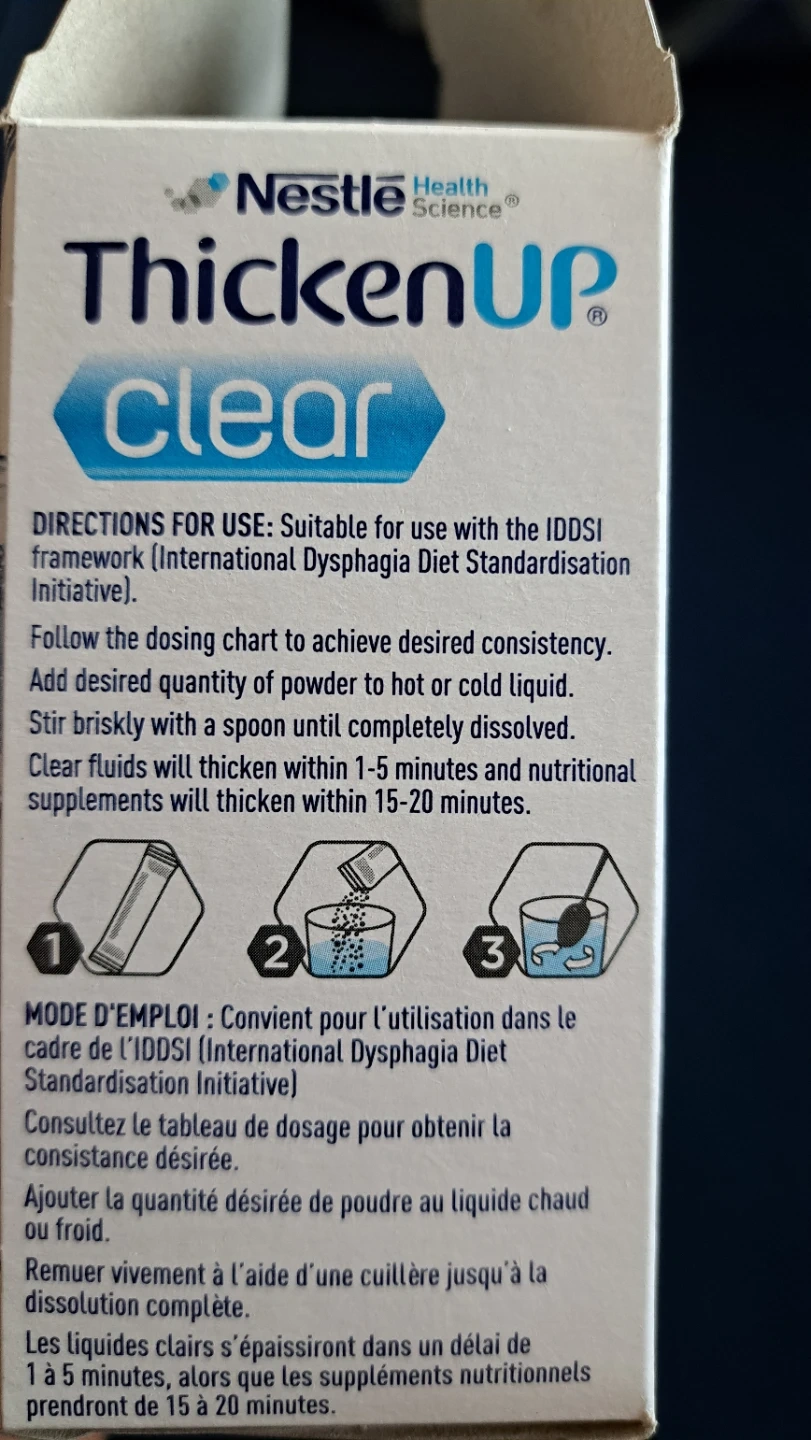 Nestlé Health Science®
ThickenUP®
clear
DIRECTIONS FOR USE: Suitable for use with the IDDSI
framework (International Dysphagia Diet Standardisation
Initiative).
Follow the dosing chart to achieve desired consistency.
Add desired quantity of powder to hot or cold liquid.
Stir briskly with a spoon until completely dissolved.
Clear fluids will thicken within 1-5 minutes and nutritional
supplements will thicken within 15-20 minutes.
1 2 3
MODE D'EMPLOI : Convient pour l'utilisation dans le
cadre de l'IDDSI (International Dysphagia Diet
Standardisation Initiative)
Consultez le tableau de dosage pour obtenir la
consistance désirée.
Ajouter la quantité désirée de poudre au liquide chaud
ou froid.
Remuer vivement à l'aide d'une cuillère jusqu'à la
dissolution complète.
Les liquides clairs s'épaissiront dans un délai de
1 à 5 minutes, alors que les suppléments nutritionnels
prendront de 15 à 20 minutes.